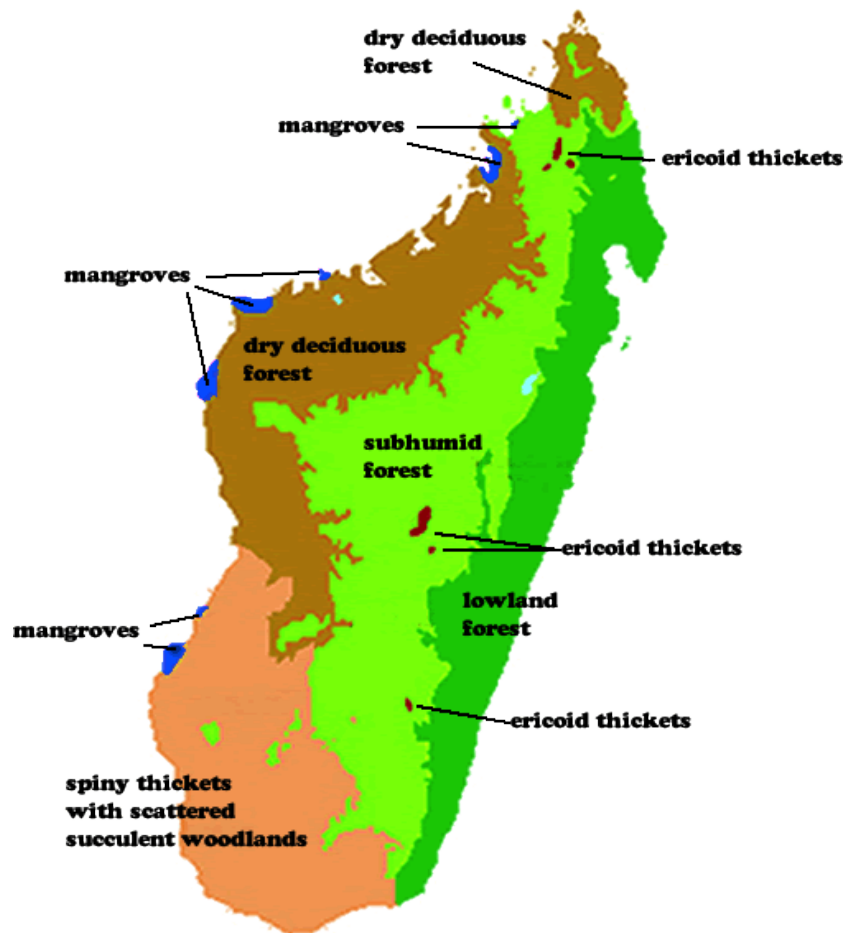 dry deciduous
forest
mangroves
ericoid thickets
mangroves
dry deciduous
forest
subhumid
forest
ericoid thickets
lowland
forest
mangroves
ericoid thickets
spiny thickets
with scattered
succulent woodlands